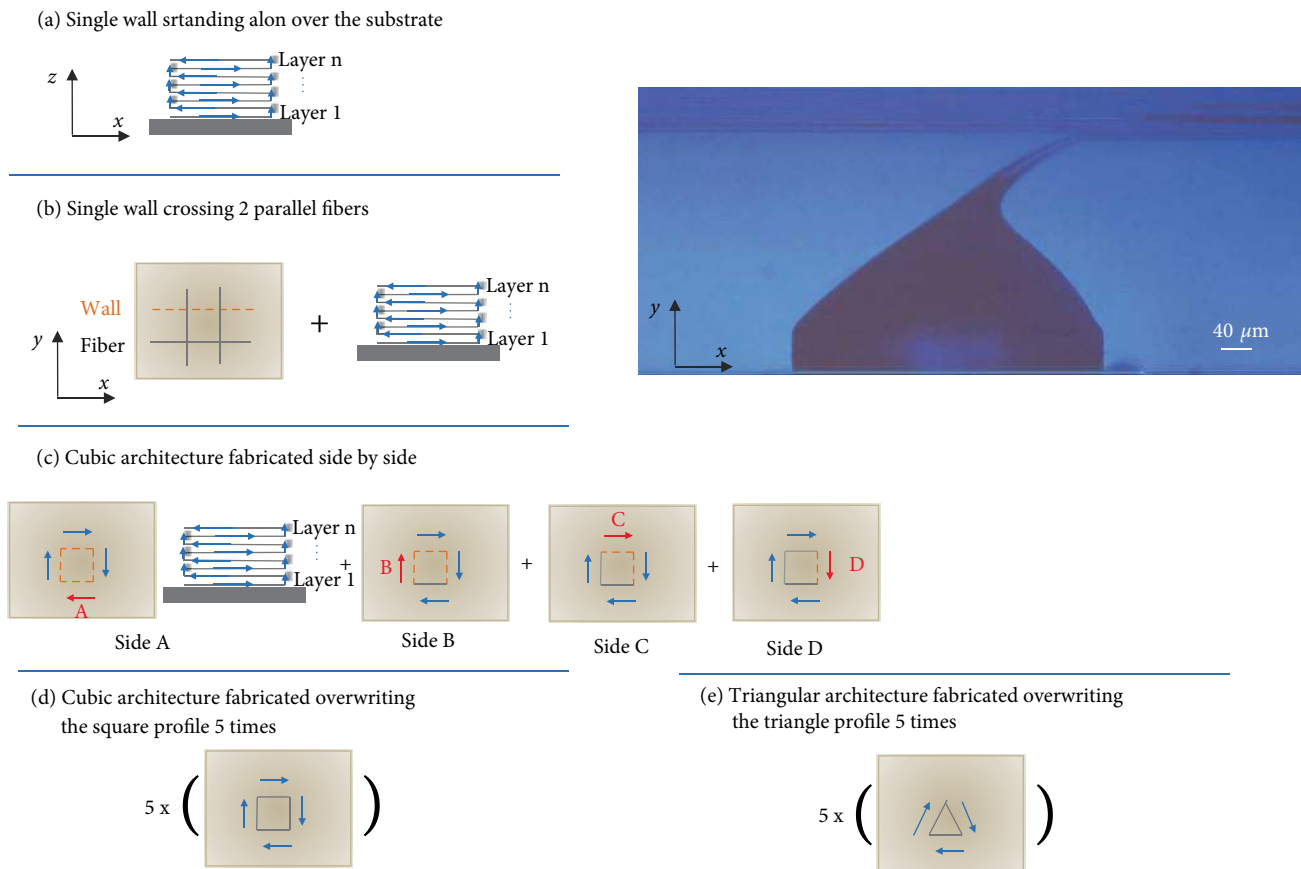 (a) Single wall srtanding alon over the substrate
Layer n
z
Layer 1
x
(b) Single wall crossing 2 parallel fibers
Wall
Fiber
y
x
+
Layer n
Layer 1
y
x
40 μm
(c) Cubic architecture fabricated side by side
A
Layer n
Layer 1
+
B
+
C
+
D
Side A
Side B
Side C
Side D
(d) Cubic architecture fabricated overwriting
the square profile 5 times
5 x ( )
(e) Triangular architecture fabricated overwriting
the triangle profile 5 times
5 x ( )